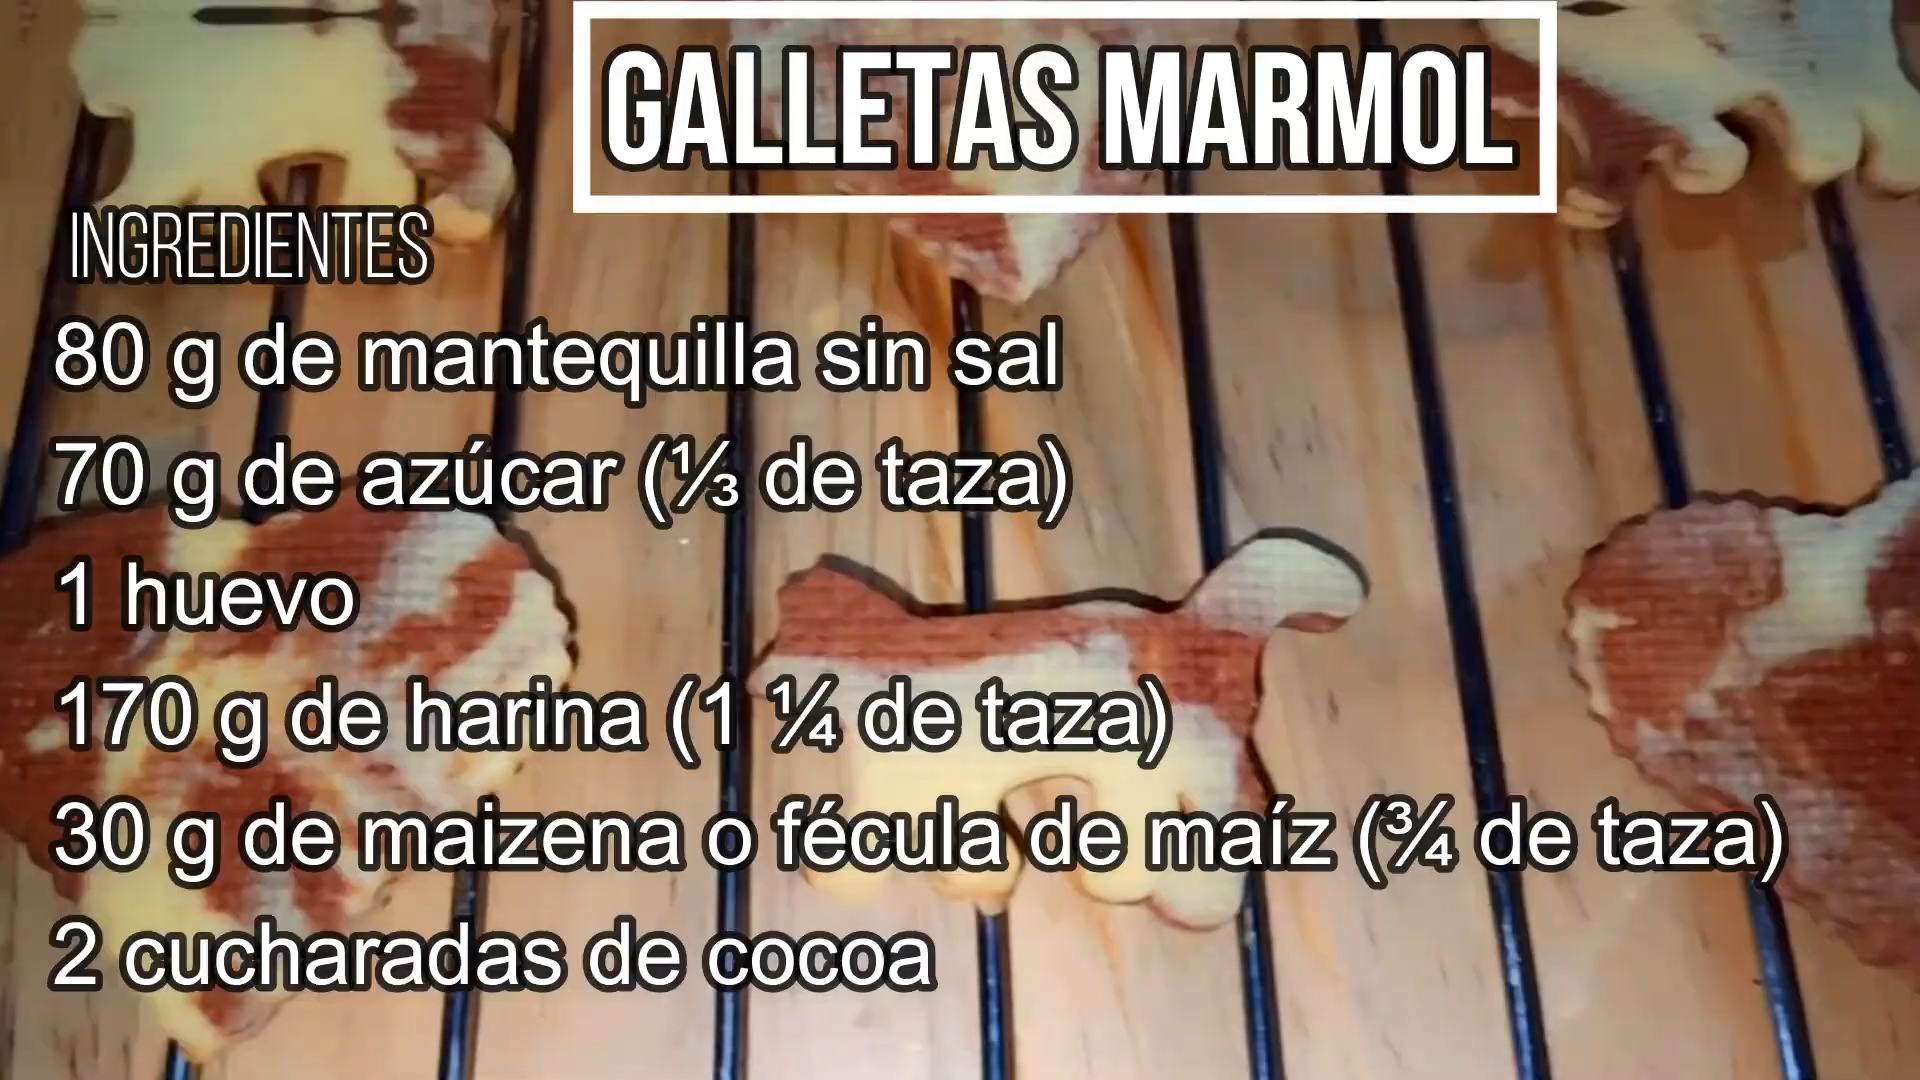 GALLETAS MARMOL
INGREDIENTES
80 g de mantequilla sin sal
70 g de azúcar (⅓ de taza)
1 huevo
170 g de harina (1 ¼ de taza)
30 g de maizena o fécula de maíz (¾ de taza)
2 cucharadas de cocoa